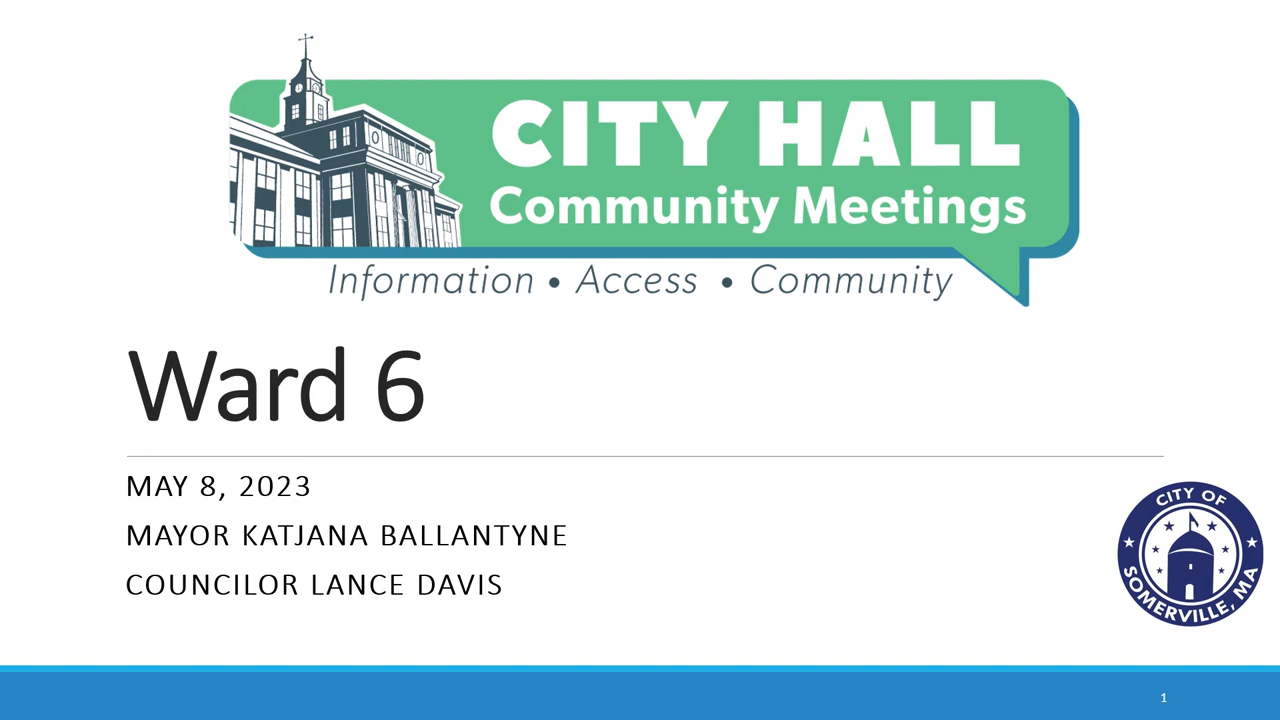 CITY HALL
Community Meetings
Information • Access • Community
Ward 6
MAY 8, 2023
MAYOR KATJANA BALLANTYNE
COUNCILOR LANCE DAVIS
CITY OF
SOMERVILLE, MA
1